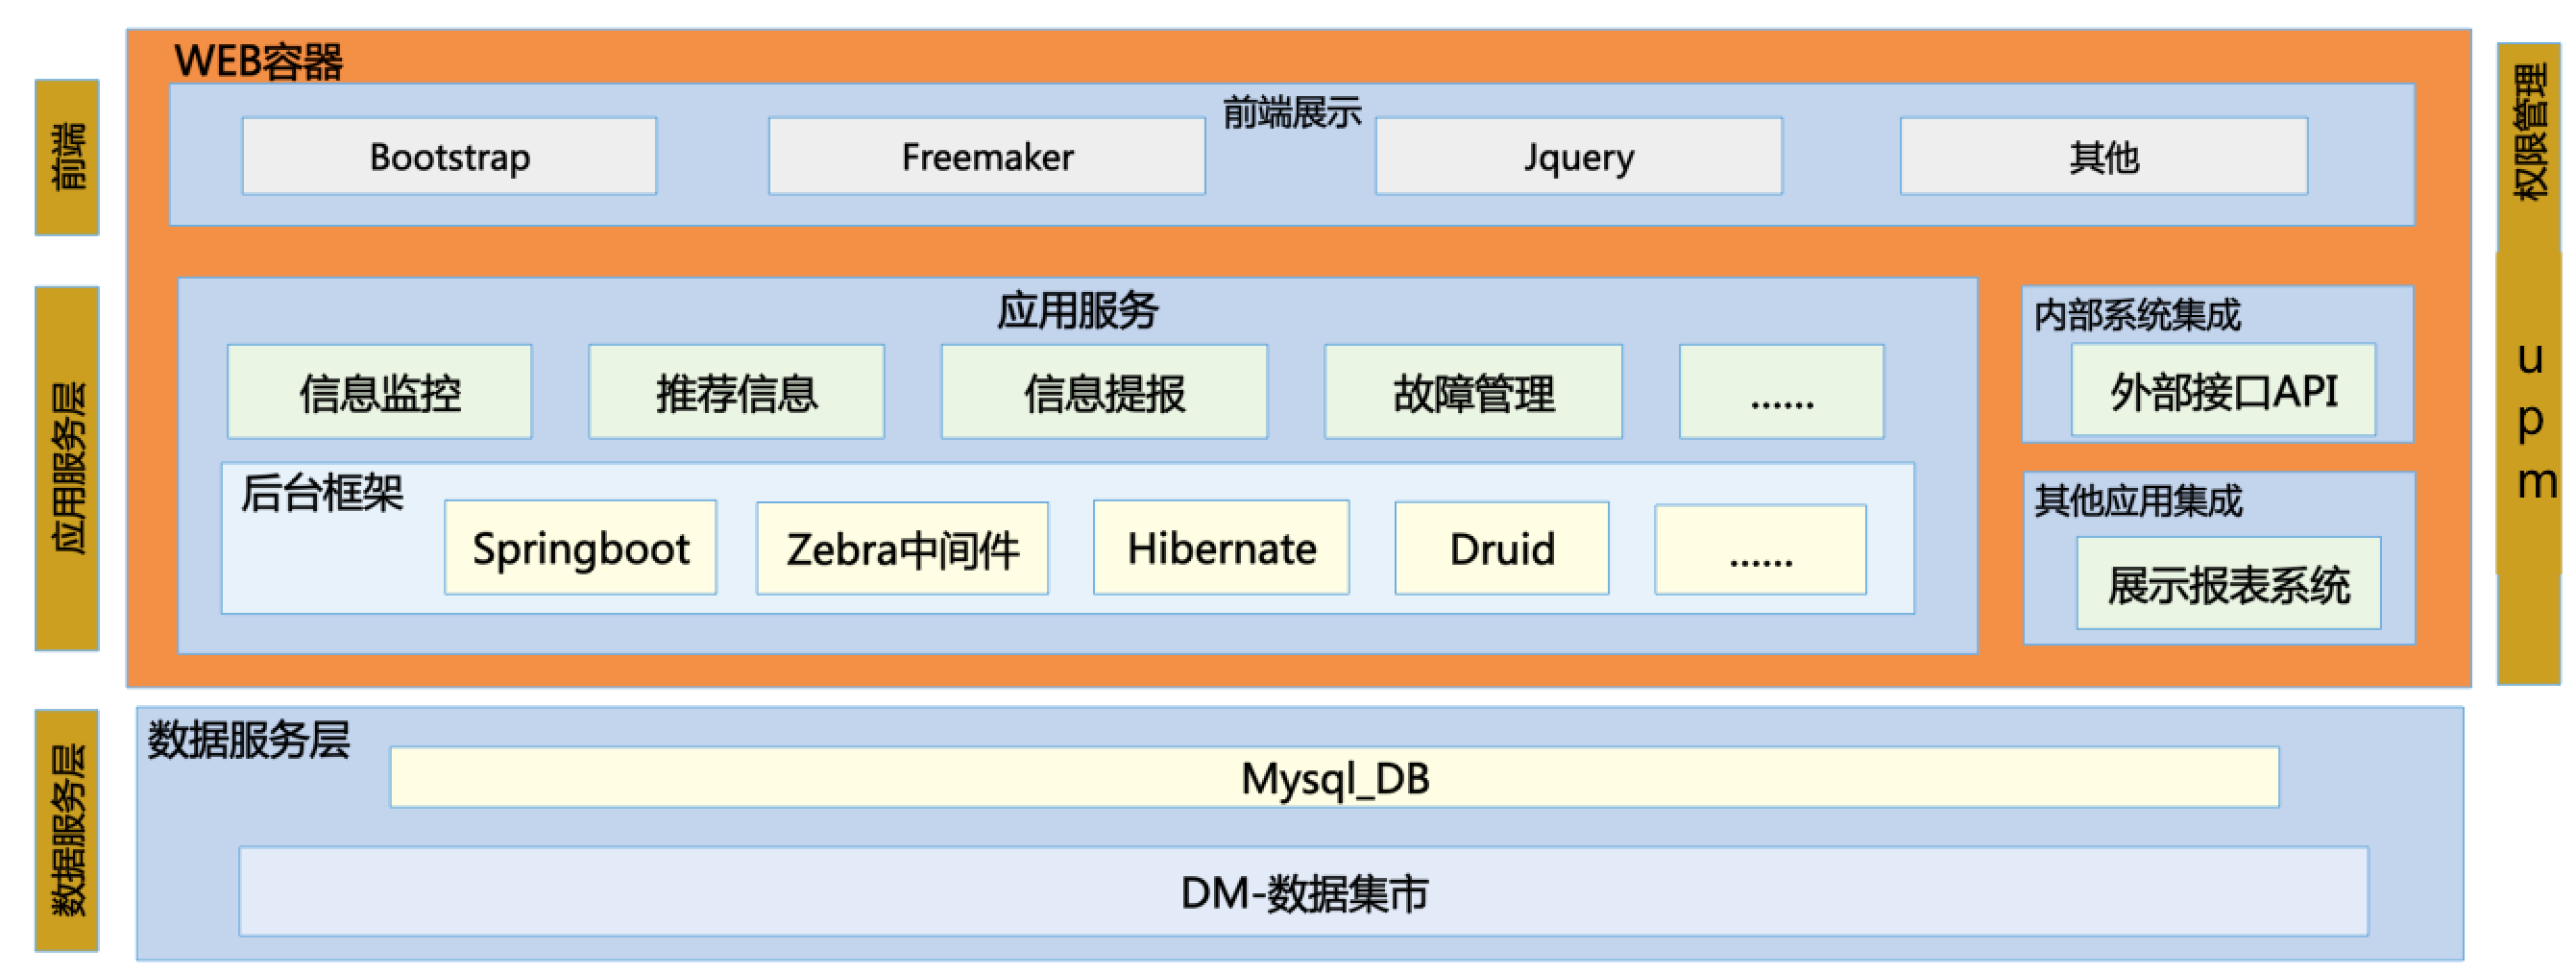 WEB容器
前端
前端展示
Bootstrap
Freemaker
Jquery
其他
权限管理
upm
应用服务层
应用服务
信息监控
推荐信息
信息提报
故障管理
......
后台框架
Springboot
Zebra中间件
Hibernate
Druid
......
内部系统集成
外部接口API
其他应用集成
展示报表系统
数据服务层
数据服务层
Mysql_DB
DM-数据集市